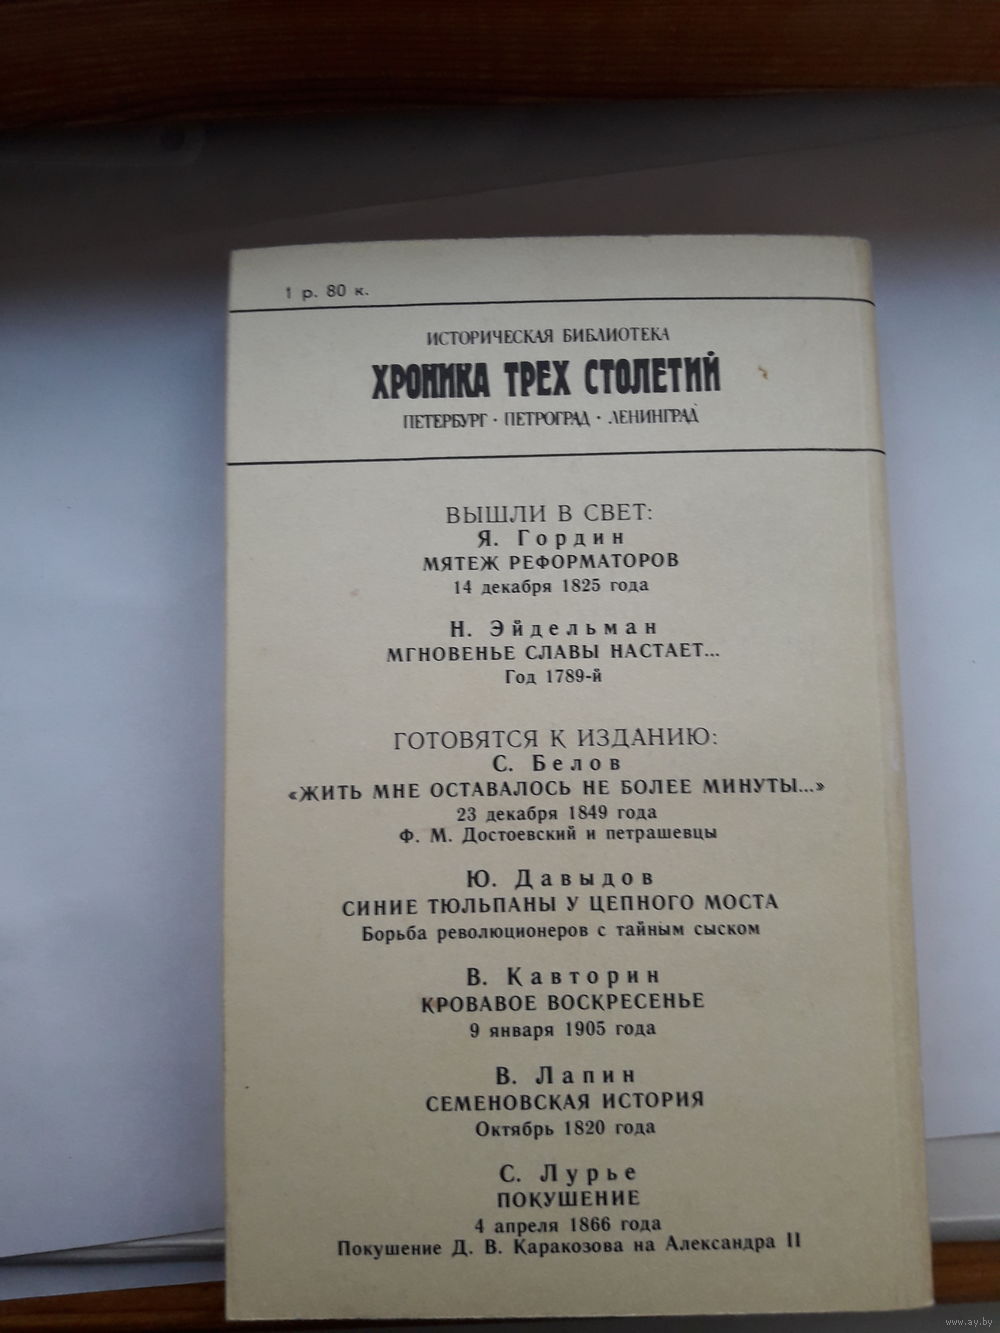 1 р. 80 к.
ИСТОРИЧЕСКАЯ БИБЛИОТЕКА
ХРОНИКА ТРЕХ СТОЛЕТИЙ
ПЕТЕРБУРГ · ПЕТРОГРАД · ЛЕНИНГРАД
ВЫШЛИ В СВЕТ:
Я. Гордин
МЯТЕЖ РЕФОРМАТОРОВ
14 декабря 1825 года
Н. Эйдельман
МГНОВЕНЬЕ СЛАВЫ НАСТАЕТ...
Год 1789-й
ГОТОВЯТСЯ К ИЗДАНИЮ:
С. Белов
«ЖИТЬ МНЕ ОСТАВАЛОСЬ НЕ БОЛЕЕ МИНУТЫ...»
23 декабря 1849 года
Ф. М. Достоевский и петрашевцы
Ю. Давыдов
СИНИЕ ТЮЛЬПАНЫ У ЦЕПНОГО МОСТА
Борьба революционеров с тайным сыском
В. Кавторин
КРОВАВОЕ ВОСКРЕСЕНЬЕ
9 января 1905 года
В. Лапин
СЕМЕНОВСКАЯ ИСТОРИЯ
Октябрь 1820 года
С. Лурье
ПОКУШЕНИЕ
4 апреля 1866 года
Покушение Д. В. Каракозова на Александра II
www.ay.by